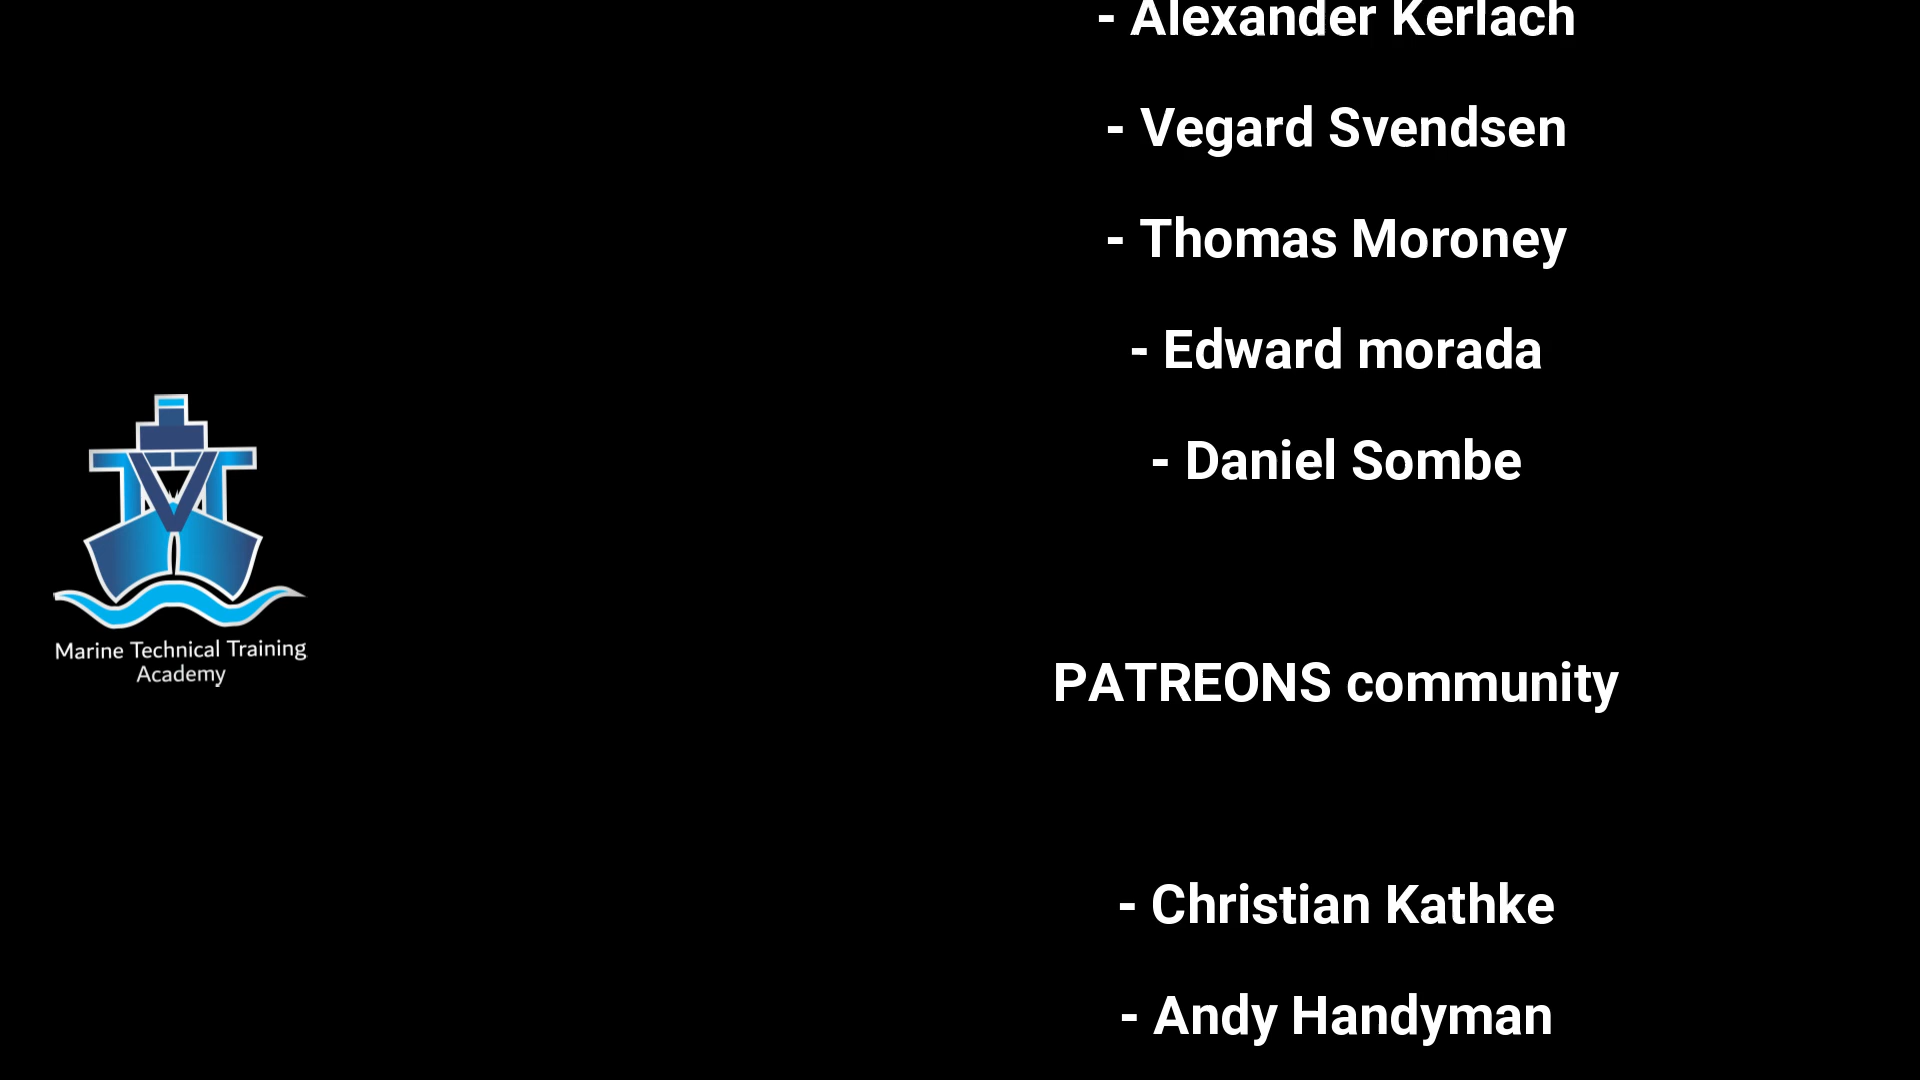 - Alexander Kerlach
- Vegard Svendsen
- Thomas Moroney
- Edward morada
- Daniel Sombe
Marine Technical Training
Academy
PATREONS community
- Christian Kathke
- Andy Handyman